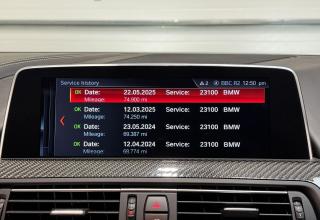 Service history 2 BBC R2 12:50 pm
OK Date: 22.05.2025 Service: 23100 BMW
Mileage: 74.900 mi
OK Date: 12.03.2025 Service: 23100 BMW
Mileage: 74.250 mi
OK Date: 23.05.2024 Service: 23100 BMW
Mileage: 69.387 mi
OK Date: 12.04.2024 Service: 23100 BMW
Mileage: 69.774 mi